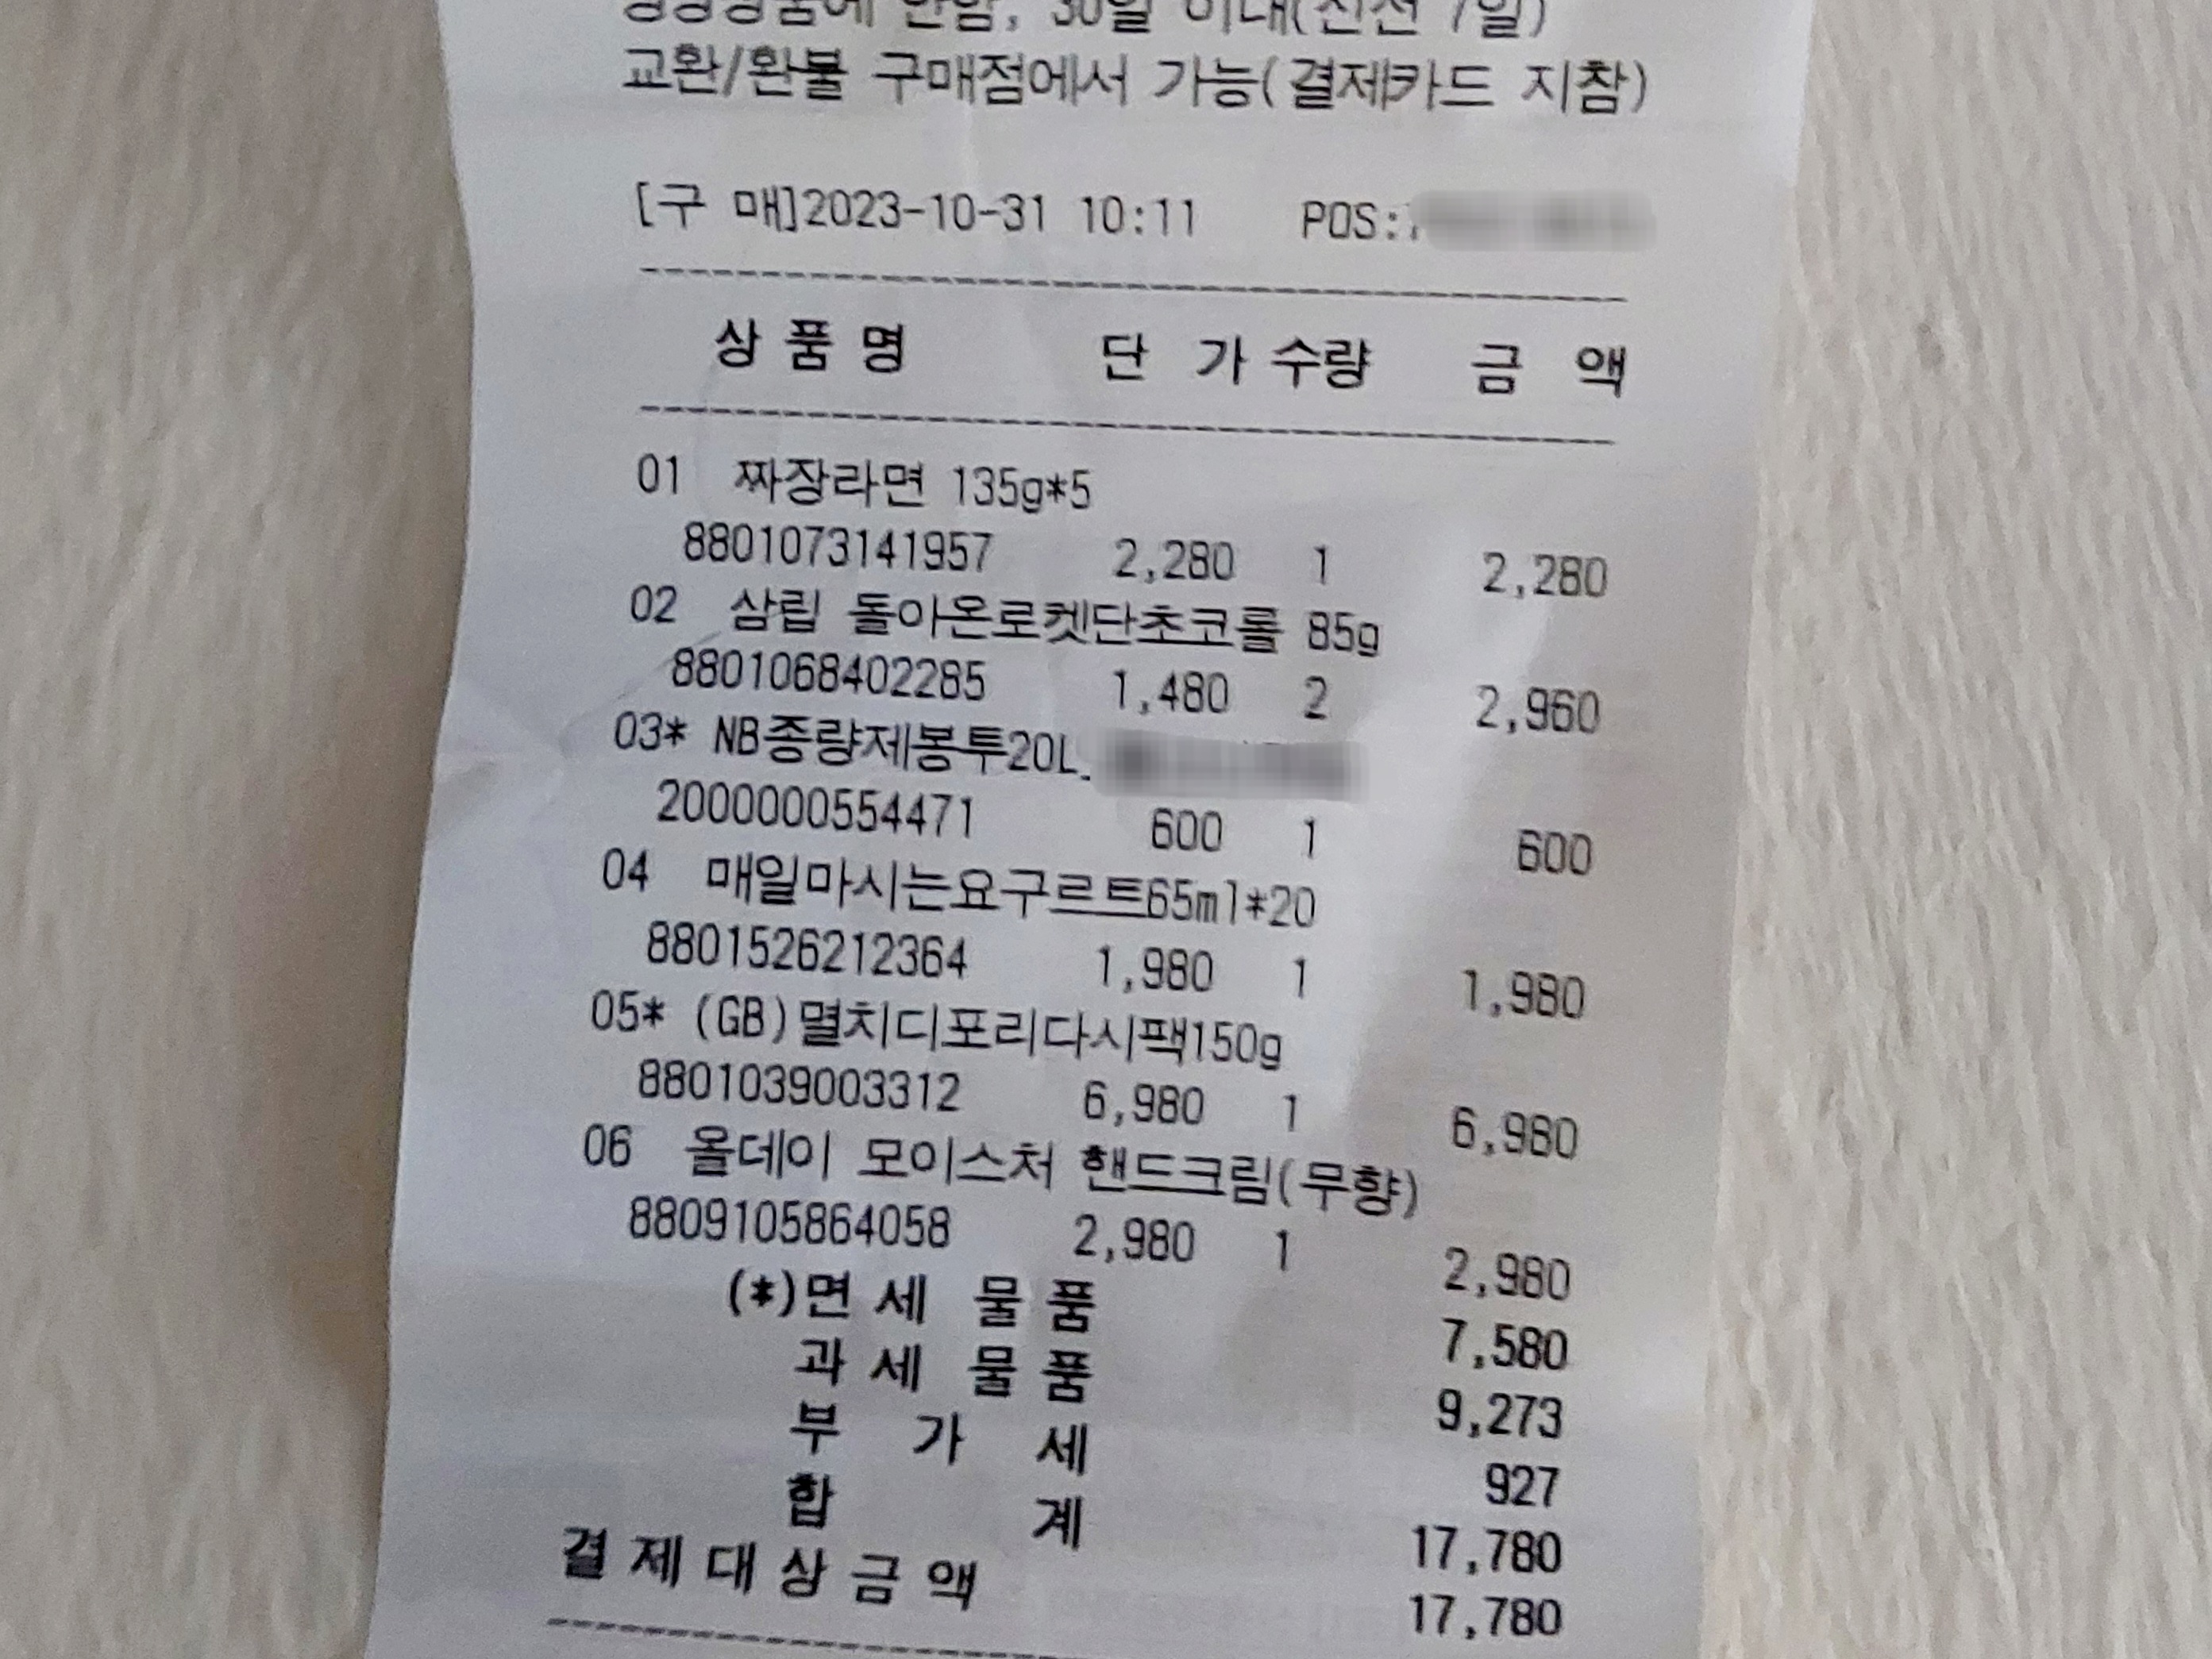 교환/환불 구매점에서 가능(결제카드 지참)
[구 매]2023-10-31 10:11 POS:
상 품 명 단 가 수량 금 액
01 짜장라면 135g*5
8801073141957 2,280 1 2,280
02 삼립 돌아온로켓단초코롤 85g
8801068402285 1,480 2 2,960
03* NB종량제봉투20L
2000000554471 600 1 600
04 매일마시는요구르트65ml*20
8801526212364 1,980 1 1,980
05* (GB)멸치디포리다시팩150g
8801039003312 6,980 1 6,980
06 올데이 모이스처 핸드크림(무향)
8809105864058 2,980 1 2,980
(*)면 세 물 품 7,580
과 세 물 품 9,273
부 가 세 927
합 계 17,780
결 제 대 상 금 액 17,780